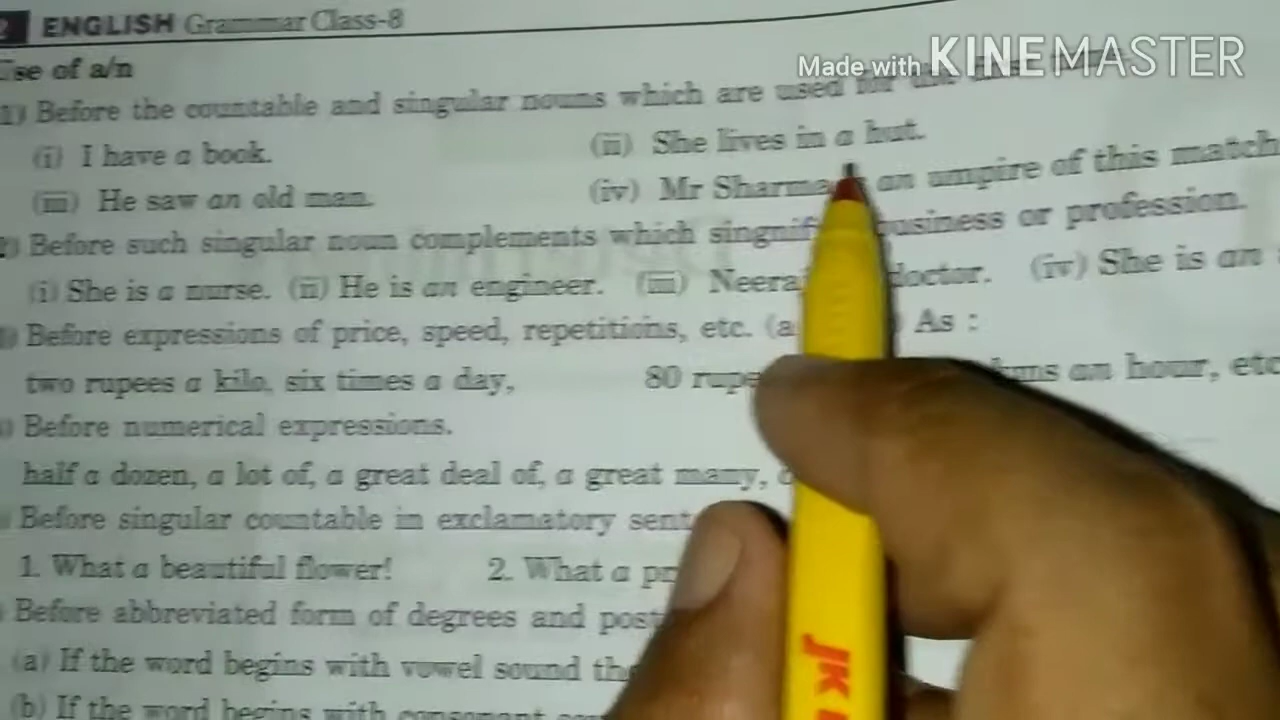 2 ENGLISH Grammar Class-8
Made with KINEMASTER
Use of a/n
1) Before the countable and singular nouns which are used for the
(i) I have a book. (ii) She lives in a hut.
(iii) He saw an old man. (iv) Mr Sharma an umpire of this match
Before such singular noun complements which business or profession.
(i) She is a nurse. (ii) He is an engineer. (iii) doctor. (iv) She is an
Before expressions of price, speed, repetitions, etc. As :
two rupees a kilo, six times a day, 80 an hour, etc
Before numerical expressions.
half a dozen, a lot of, a great deal of, a great many,
Before singular countable in exclamatory
1. What a beautiful flower! 2. What a
Before abbreviated form of degrees and
(a) If the word begins with vowel sound
(b) If the word begins with consonant
JK